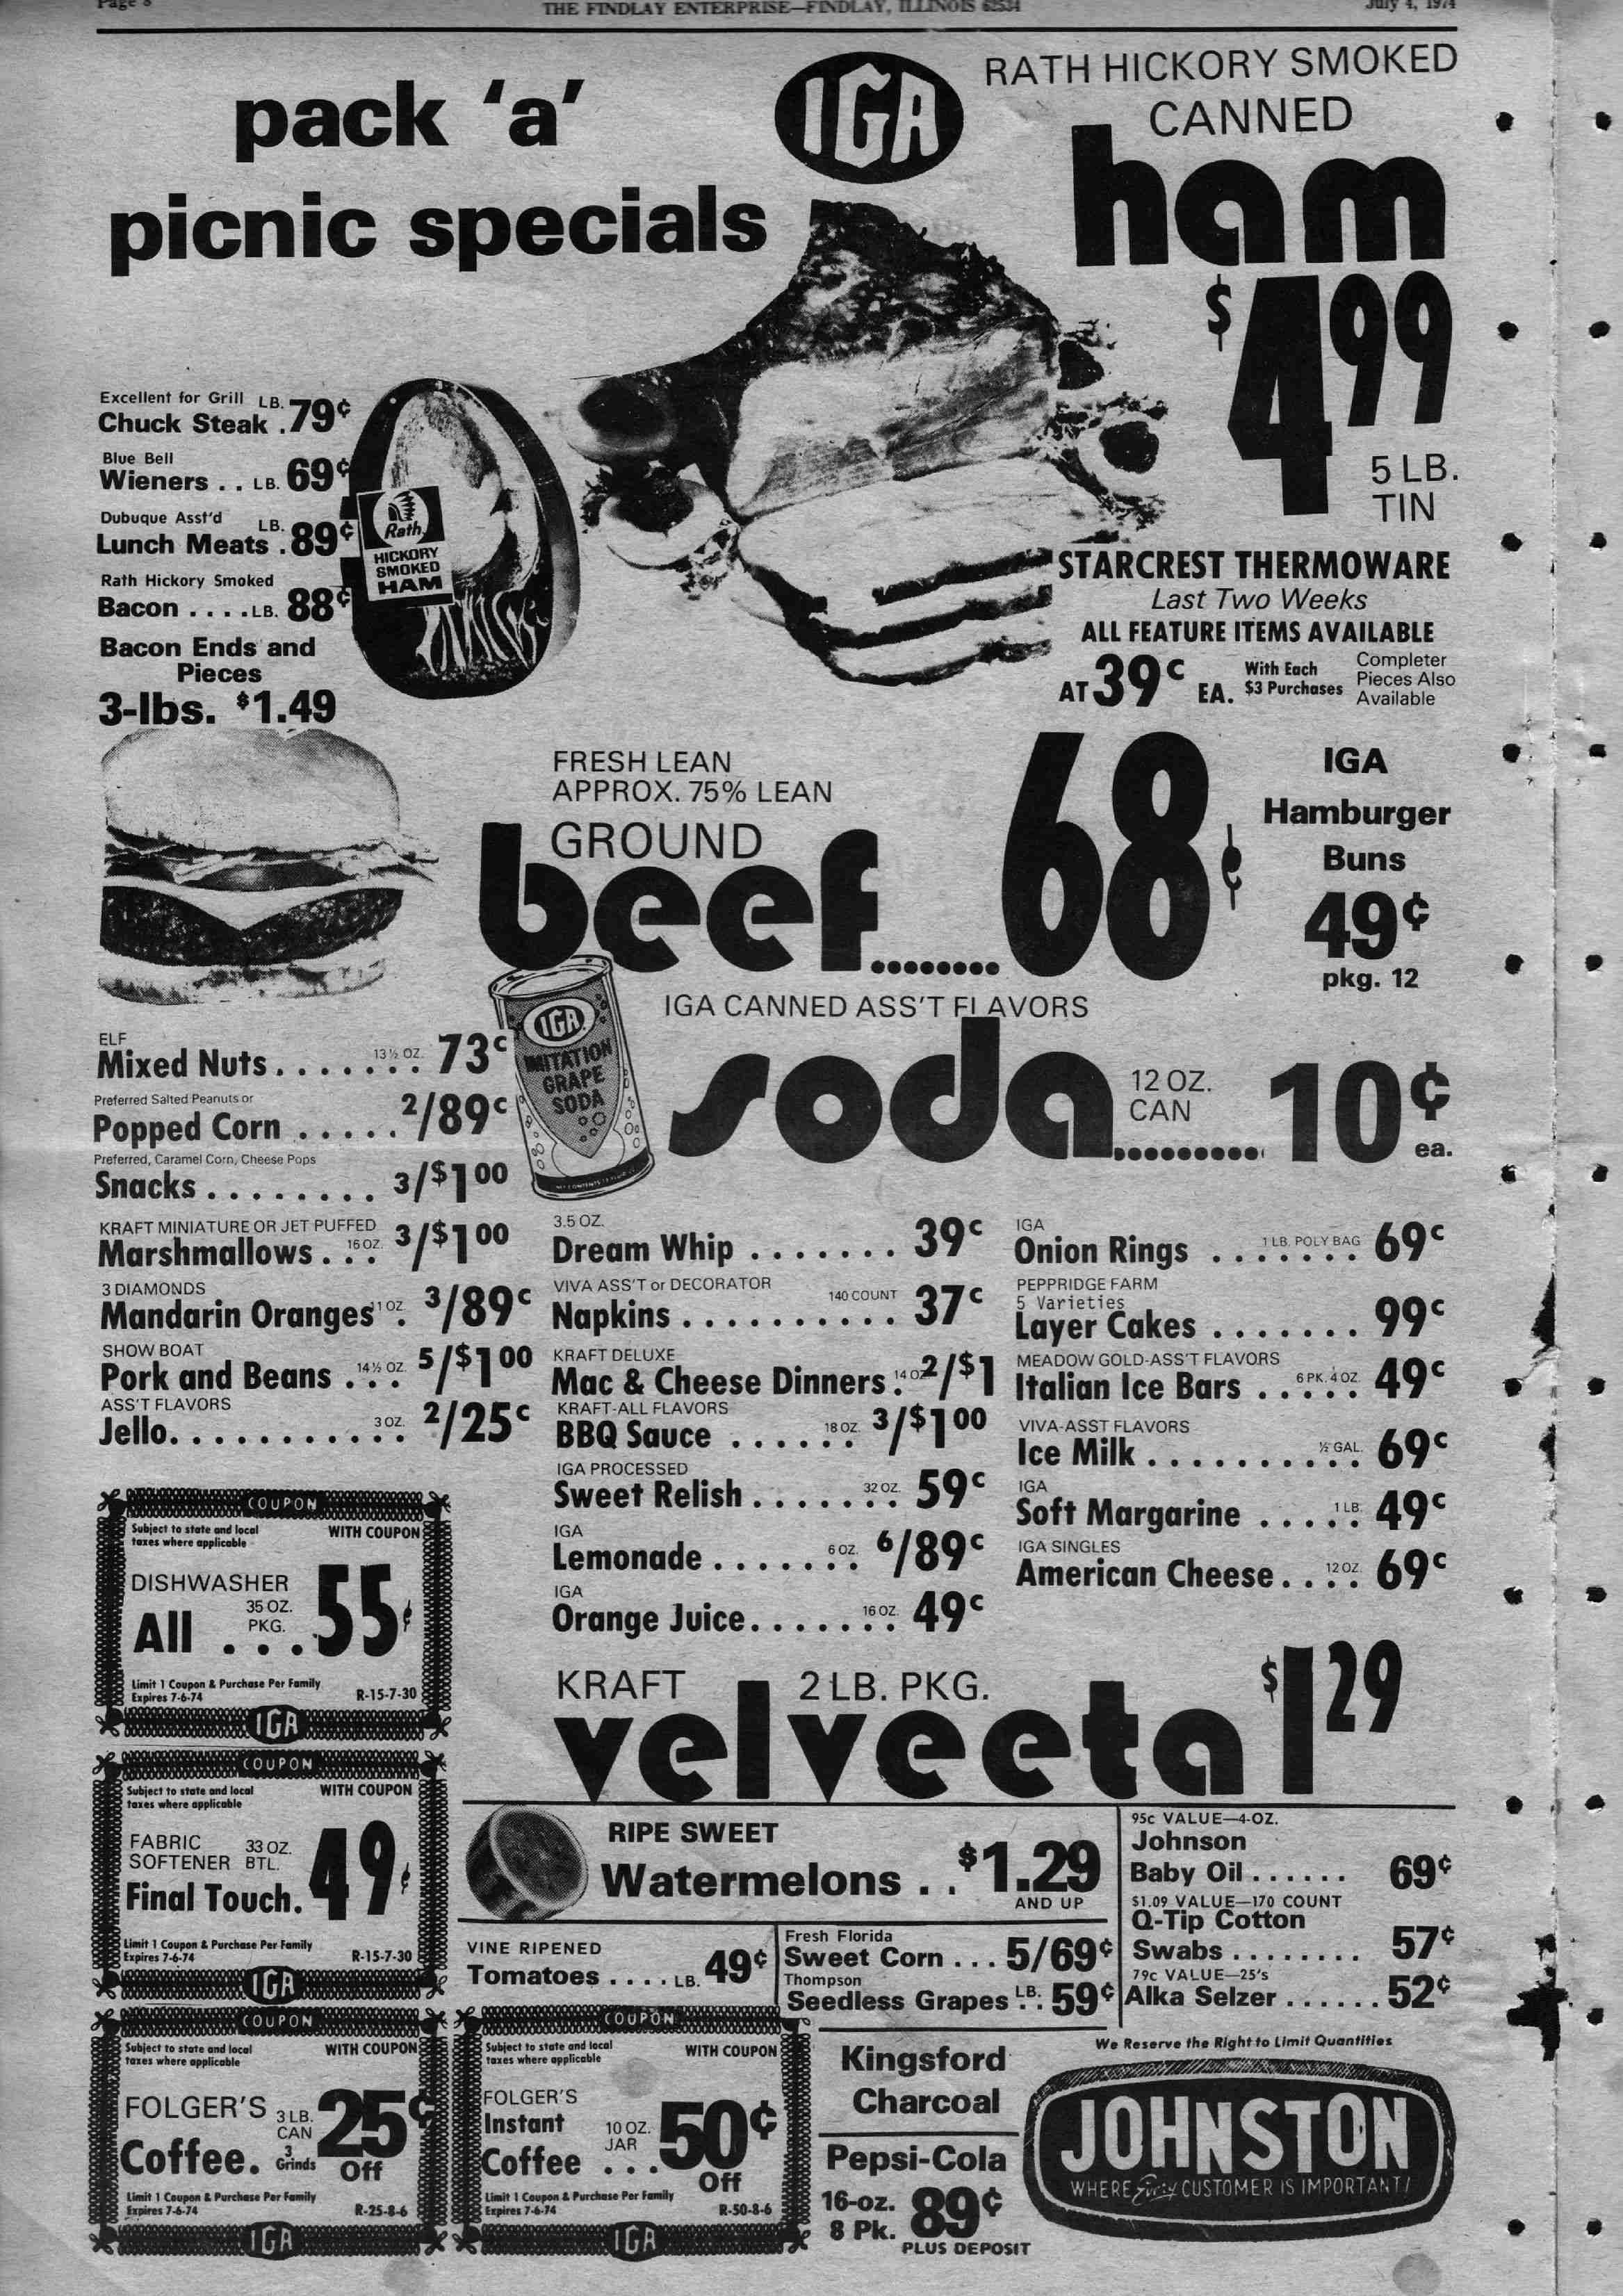 Page 8
THE FINDLAY ENTERPRISE—FINDLAY, ILLINOIS 62534
July 4, 1974
pack 'a'
picnic specials
IGA
RATH HICKORY SMOKED
CANNED
ham
$4 99
5 LB.
TIN
Excellent for Grill LB.
Chuck Steak . 79¢
Blue Bell
Wieners . . LB. 69¢
Dubuque Asst'd LB.
Lunch Meats . 89¢
Rath Hickory Smoked
Bacon . . . . LB. 88¢
Bacon Ends and
Pieces
3-lbs. $1.49
Rath
HICKORY
SMOKED
HAM
STARCREST THERMOWARE
Last Two Weeks
ALL FEATURE ITEMS AVAILABLE
AT 39c EA. With Each $3 Purchases
Completer
Pieces Also
Available
FRESH LEAN
APPROX. 75% LEAN
GROUND
beef........ 68¢
IGA
Hamburger
Buns
49¢
pkg. 12
IGA
IMITATION
GRAPE
SODA
IGA CANNED ASS'T FLAVORS
soda 12 OZ. CAN .......... 10¢ ea.
ELF
Mixed Nuts . . . . . . . 13½ OZ. 73c
Preferred Salted Peanuts or
Popped Corn . . . . . 2/89c
Preferred, Caramel Corn, Cheese Pops
Snacks . . . . . . . . 3/$1 00
KRAFT MINIATURE OR JET PUFFED
Marshmallows . . . 16 OZ. 3/$1 00
3 DIAMONDS
Mandarin Oranges 11 OZ. . 3/89c
SHOW BOAT
Pork and Beans . . . 14½ OZ. 5/$1 00
ASS'T FLAVORS
Jello. . . . . . . . . . . 3 OZ. 2/25c
3.5 OZ.
Dream Whip . . . . . . . 39c
VIVA ASS'T or DECORATOR
Napkins . . . . . . . . . . 140 COUNT 37c
KRAFT DELUXE
Mac & Cheese Dinners . 14 OZ. 2/$1
KRAFT-ALL FLAVORS
BBQ Sauce . . . . . . 18 OZ. 3/$1 00
IGA PROCESSED
Sweet Relish . . . . . . . 32 OZ. 59c
IGA
Lemonade . . . . . . . 6 OZ. 6/89c
IGA
Orange Juice. . . . . . . 16 OZ. 49c
IGA
Onion Rings . . . . . . . 1 LB. POLY BAG 69c
PEPPRIDGE FARM
5 Varieties
Layer Cakes . . . . . . . 99c
MEADOW GOLD-ASS'T FLAVORS
Italian Ice Bars . . . . . 6 PK. 4 OZ. 49c
VIVA-ASST FLAVORS
Ice Milk . . . . . . . . . . ½ GAL. 69c
IGA
Soft Margarine . . . . . 1 LB. 49c
IGA SINGLES
American Cheese . . . . 12 OZ. 69c
COUPON
Subject to state and local
taxes where applicable
WITH COUPON
DISHWASHER
All . . . 35 OZ. PKG. 55¢
Limit 1 Coupon & Purchase Per Family
Expires 7-6-74
R-15-7-30
IGA
KRAFT 2 LB. PKG.
velveeta $1 29
COUPON
Subject to state and local
taxes where applicable
WITH COUPON
FABRIC
SOFTENER 33 OZ. BTL.
Final Touch. 49¢
Limit 1 Coupon & Purchase Per Family
Expires 7-6-74
R-15-7-30
IGA
RIPE SWEET
Watermelons . . $1.29
AND UP
VINE RIPENED
Tomatoes . . . . LB. 49¢
Fresh Florida
Sweet Corn . . . 5/69¢
Thompson
Seedless Grapes LB. . . 59¢
95c VALUE—4-OZ.
Johnson
Baby Oil . . . . . . 69¢
$1.09 VALUE—170 COUNT
Q-Tip Cotton
Swabs . . . . . . . . 57¢
79c VALUE—25's
Alka Selzer . . . . . . 52¢
COUPON
Subject to state and local
taxes where applicable
WITH COUPON
FOLGER'S 3 LB. CAN
Coffee. 3 Grinds
25¢ Off
Limit 1 Coupon & Purchase Per Family
Expires 7-6-74
R-25-8-6
IGA
COUPON
Subject to state and local
taxes where applicable
WITH COUPON
FOLGER'S
Instant
Coffee . . . 10 OZ. JAR
50¢ Off
Limit 1 Coupon & Purchase Per Family
Expires 7-6-74
R-50-8-6
IGA
Kingsford
Charcoal
Pepsi-Cola
16-oz.
8 Pk. 89¢
PLUS DEPOSIT
We Reserve the Right to Limit Quantities
JOHNSTON
WHERE Every CUSTOMER IS IMPORTANT!